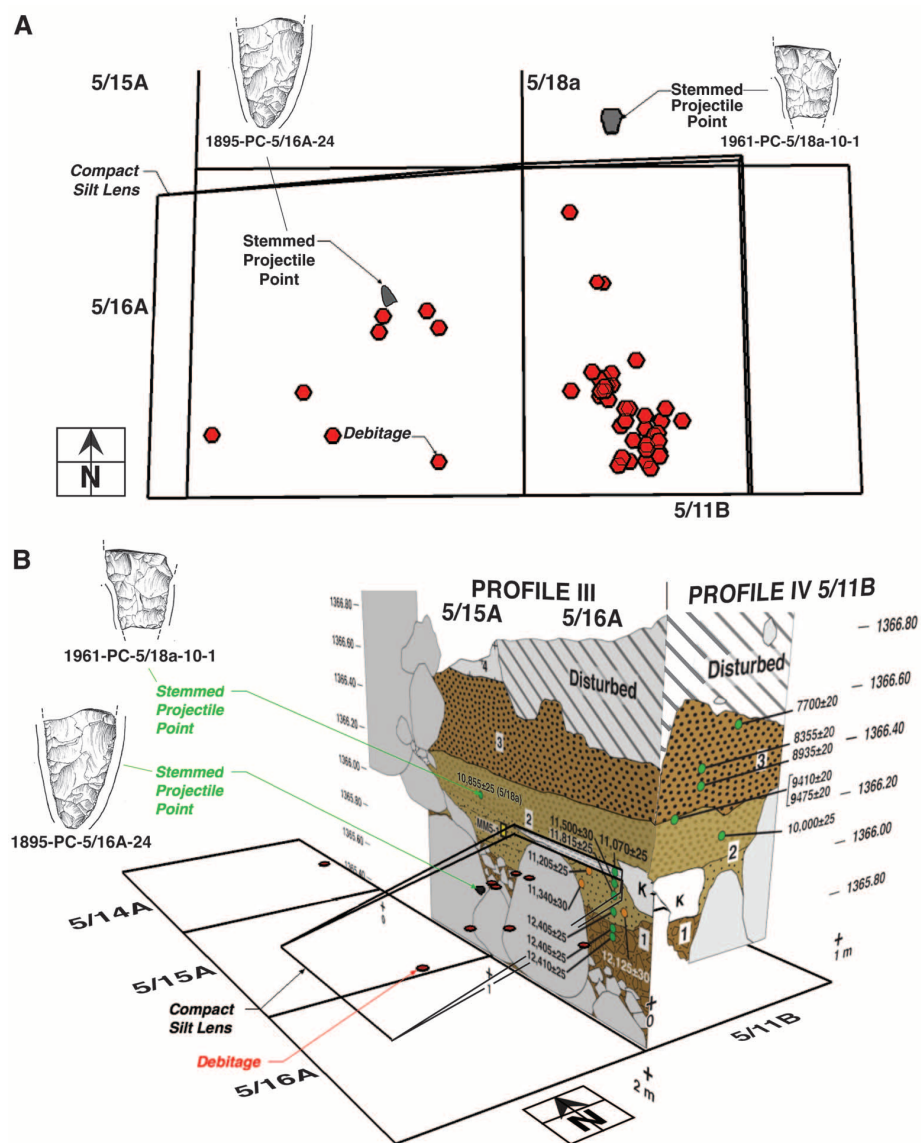 A
5/15A
1895-PC-5/16A-24
5/18a
Stemmed
Projectile
Point
1961-PC-5/18a-10-1
Compact
Silt Lens
Stemmed
Projectile
Point
5/16A
Debitage
N
5/11B
B
1961-PC-5/18a-10-1
Stemmed
Projectile
Point
1895-PC-5/16A-24
Stemmed
Projectile
Point
PROFILE III
5/15A
5/16A
PROFILE IV 5/11B
1366.80
1366.60
1366.40
1366.20
1366.00
1365.80
1365.60
1365.40
1366.80
1366.60
1366.40
1366.20
1366.00
1365.80
4
Disturbed
Disturbed
3
3
7700±20
8355±20
8935±20
9410±20
9475±20
10,000±25
10,855±25 (5/18a)
2
2
11,500±30
11,815±25
11,070±25
11,205±25
11,340±30
K
K
12,405±25
12,405±25
12,410±25
1
1
12,125±30
0
1
0
1 m
2 m
5/14A
5/15A
5/16A
5/11B
Compact
Silt Lens
Debitage
N